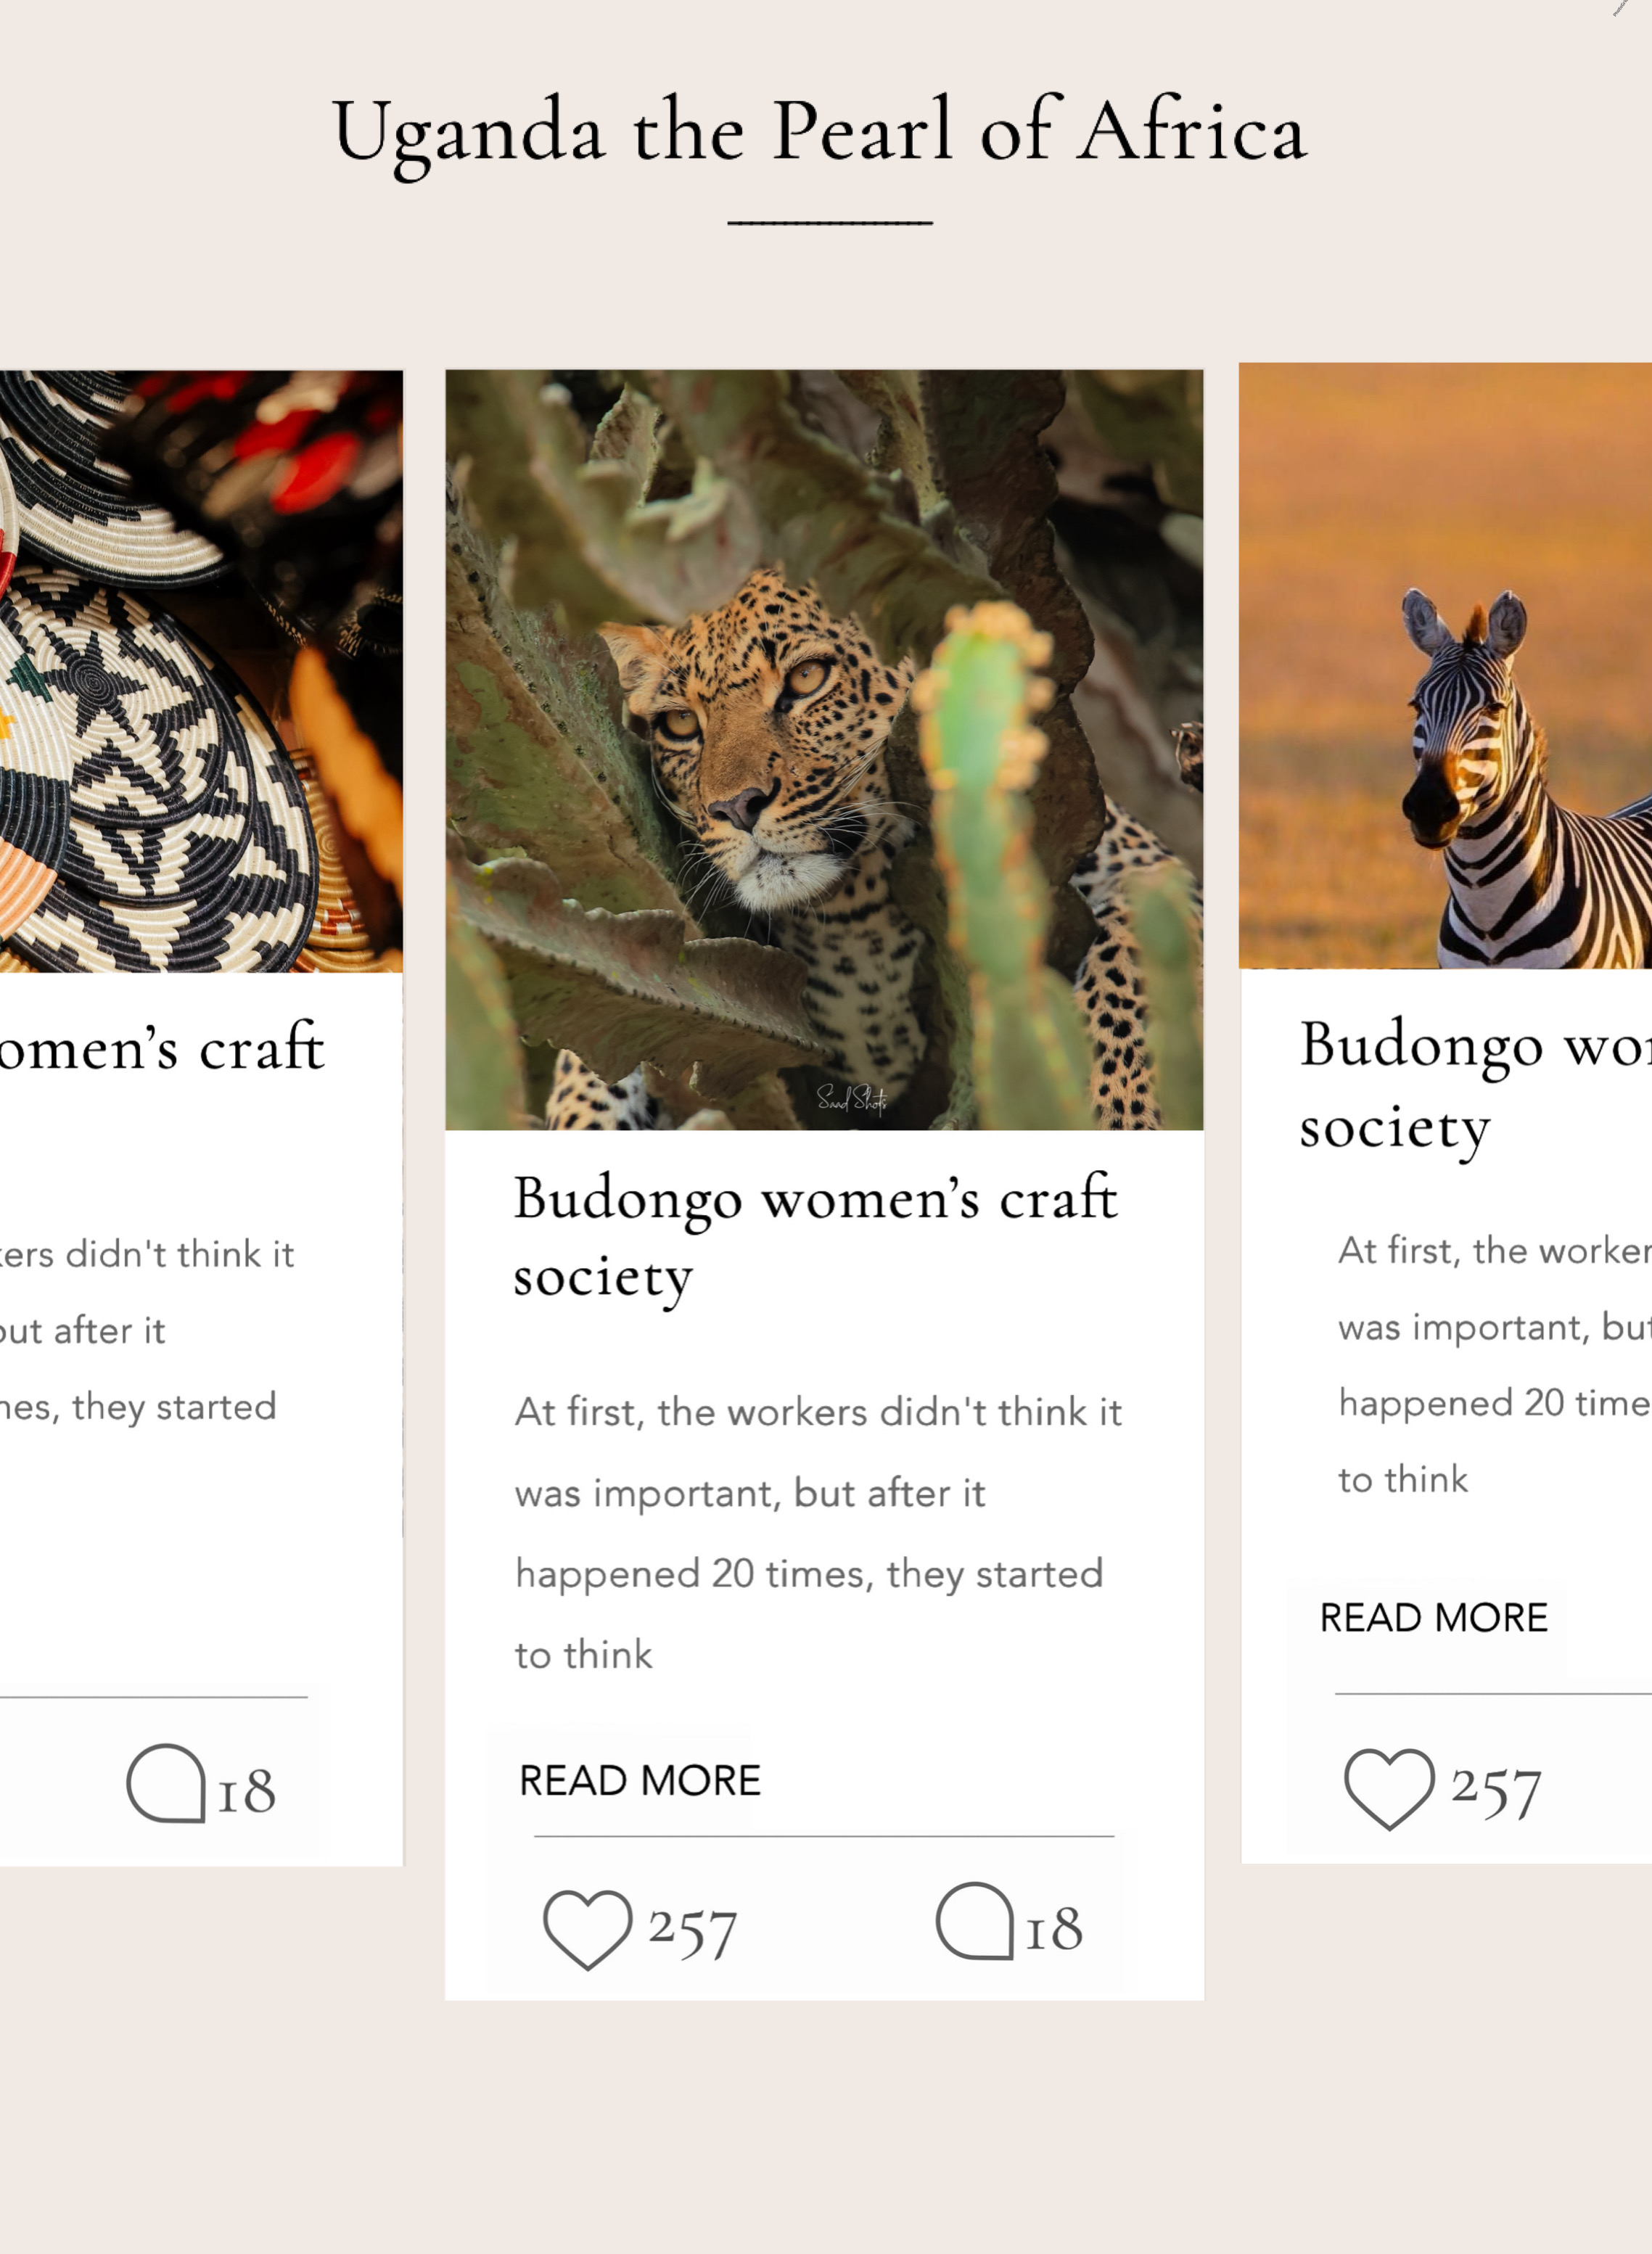 Uganda the Pearl of Africa
omen's craft
ers didn't think it
out after it
nes, they started
18
Saad Shots
Budongo women's craft
society
At first, the workers didn't think it
was important, but after it
happened 20 times, they started
to think
READ MORE
257 18
Budongo wo
society
At first, the worker
was important, but
happened 20 time
to think
READ MORE
257